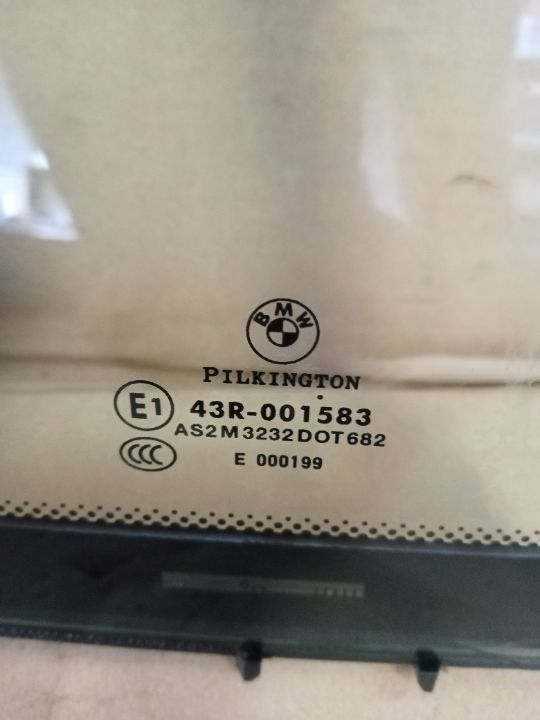 BMW
PILKINGTON
E1 43R-001583
AS2M3232DOT682
CCC E 000199